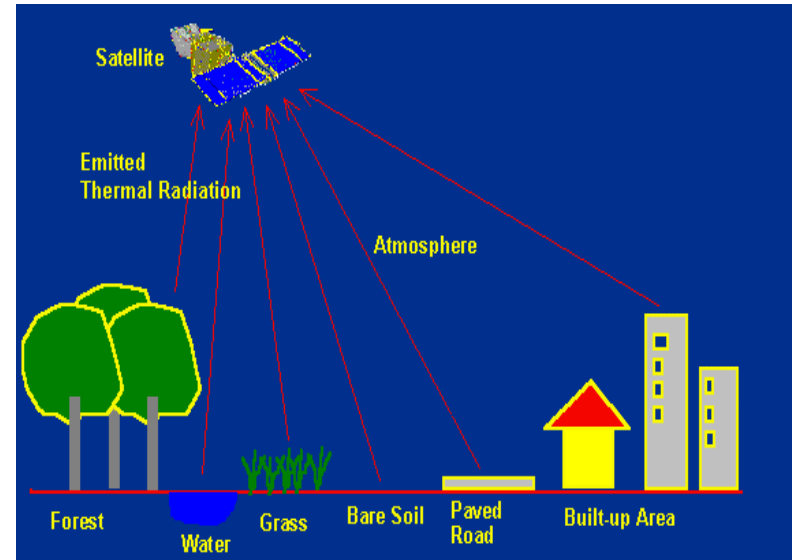 Satellite
Emitted
Thermal Radiation
Atmosphere
Forest
Water
Grass
Bare Soil
Paved
Road
Built-up Area